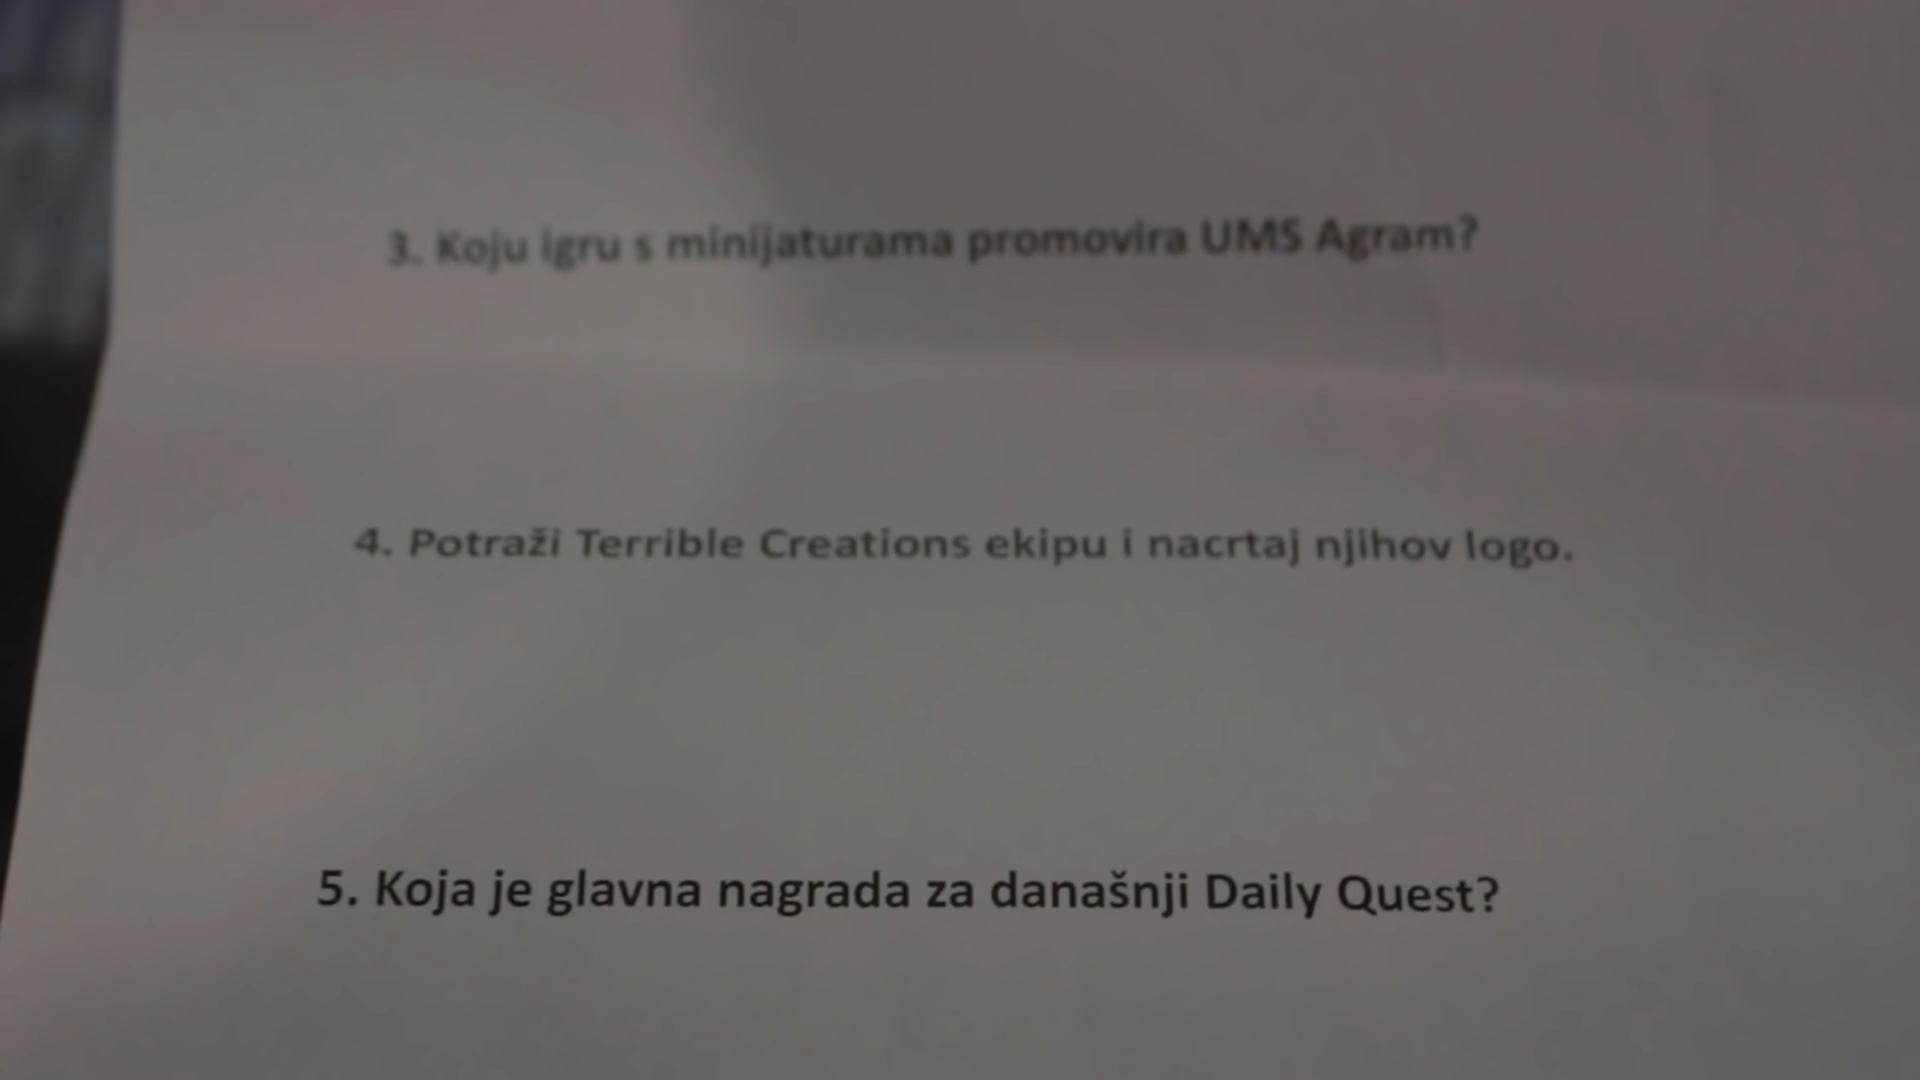 3. Koju igru s minijaturama promovira UMS Agram?
4. Potraži Terrible Creations ekipu i nacrtaj njihov logo.
5. Koja je glavna nagrada za današnji Daily Quest?